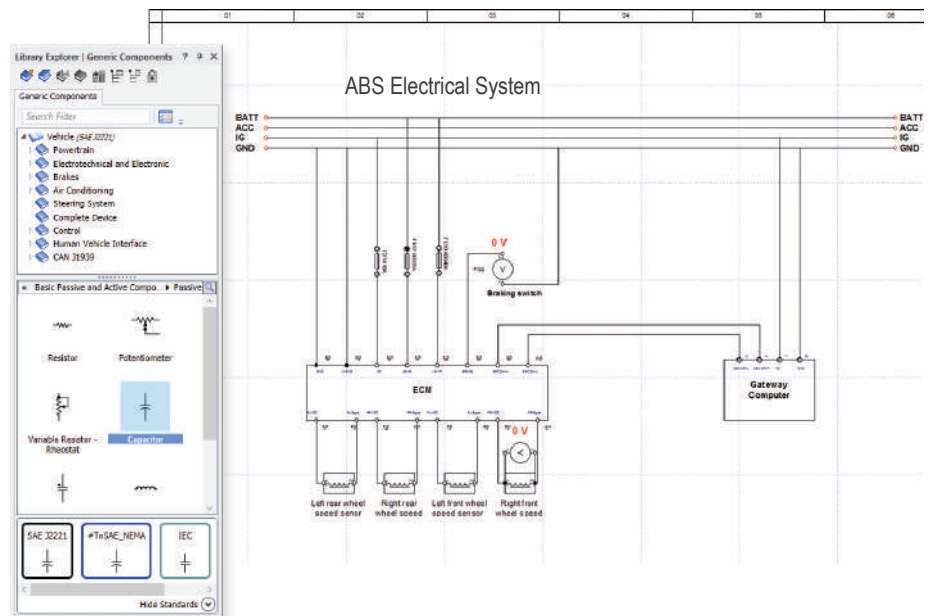 01 02 03 04 05 06
Library Explorer | Generic Components
Generic Components
Search Filter
Vehicle (SAE J2221)
Powertrain
Electrotechnical and Electronic
Brakes
Air Conditioning
Steering System
Complete Device
Control
Human Vehicle Interface
CAN J1939
« Basic Passive and Active Compo... Passive
Resistor Potentiometer
Variable Resistor - Rheostat
Capacitor
SAE J2221 #TnSAE_NEMA IEC
Hide Standards
ABS Electrical System
BATT BATT
ACC ACC
IG IG
GND GND
0 V
V
Braking switch
ECM
Gateway
Computer
0 V
Left rear wheel
speed sensor
Right rear
wheel speed
Left front wheel
speed sensor
Right front
wheel speed